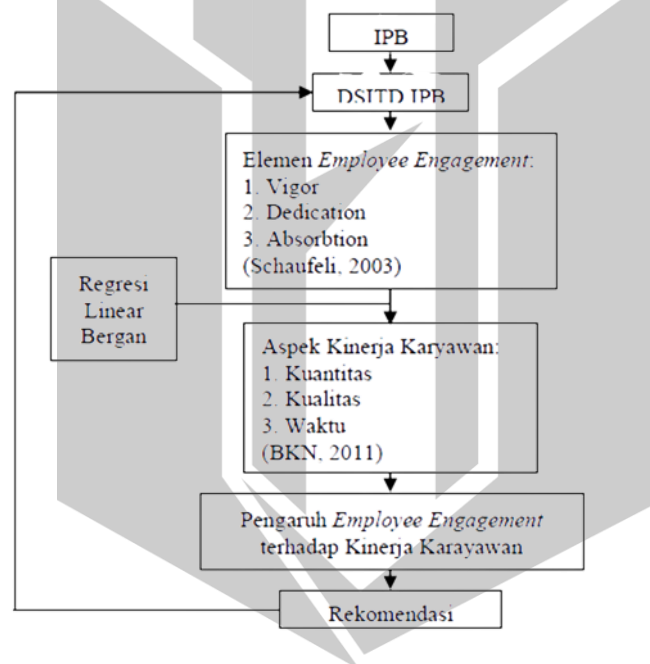 IPB
DSITD IPB
Elemen Employee Engagement:
1. Vigor
2. Dedication
3. Absorbtion
(Schaufeli, 2003)
Regresi
Linear
Bergan
Aspek Kinerja Karyawan:
1. Kuantitas
2. Kualitas
3. Waktu
(BKN, 2011)
Pengaruh Employee Engagement
terhadap Kinerja Karayawan
Rekomendasi